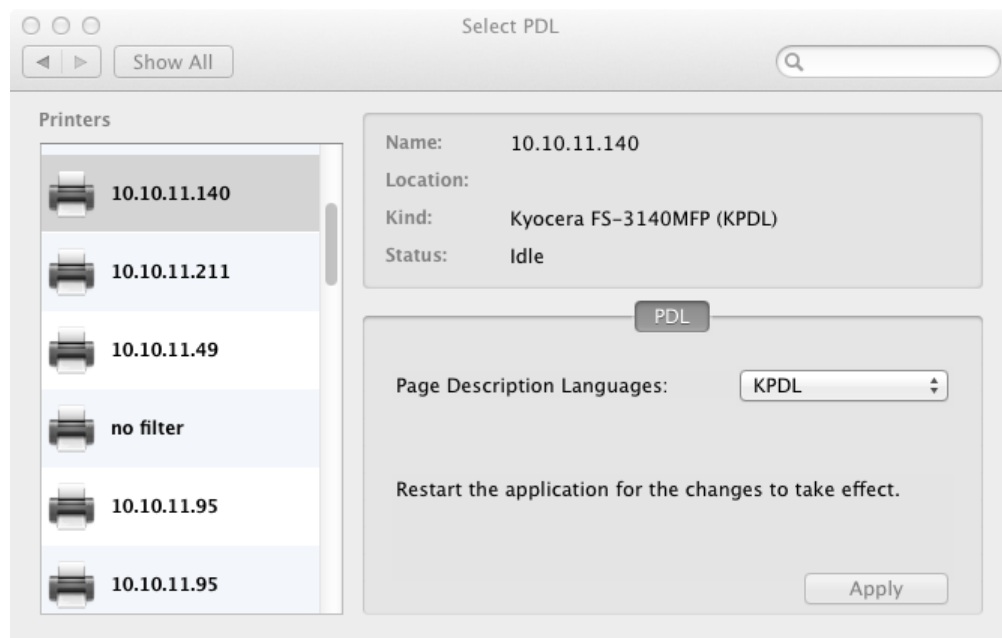 Select PDL
Show All
Printers
10.10.11.140
10.10.11.211
10.10.11.49
no filter
10.10.11.95
10.10.11.95
Name: 10.10.11.140
Location:
Kind: Kyocera FS-3140MFP (KPDL)
Status: Idle
PDL
Page Description Languages: KPDL
Restart the application for the changes to take effect.
Apply